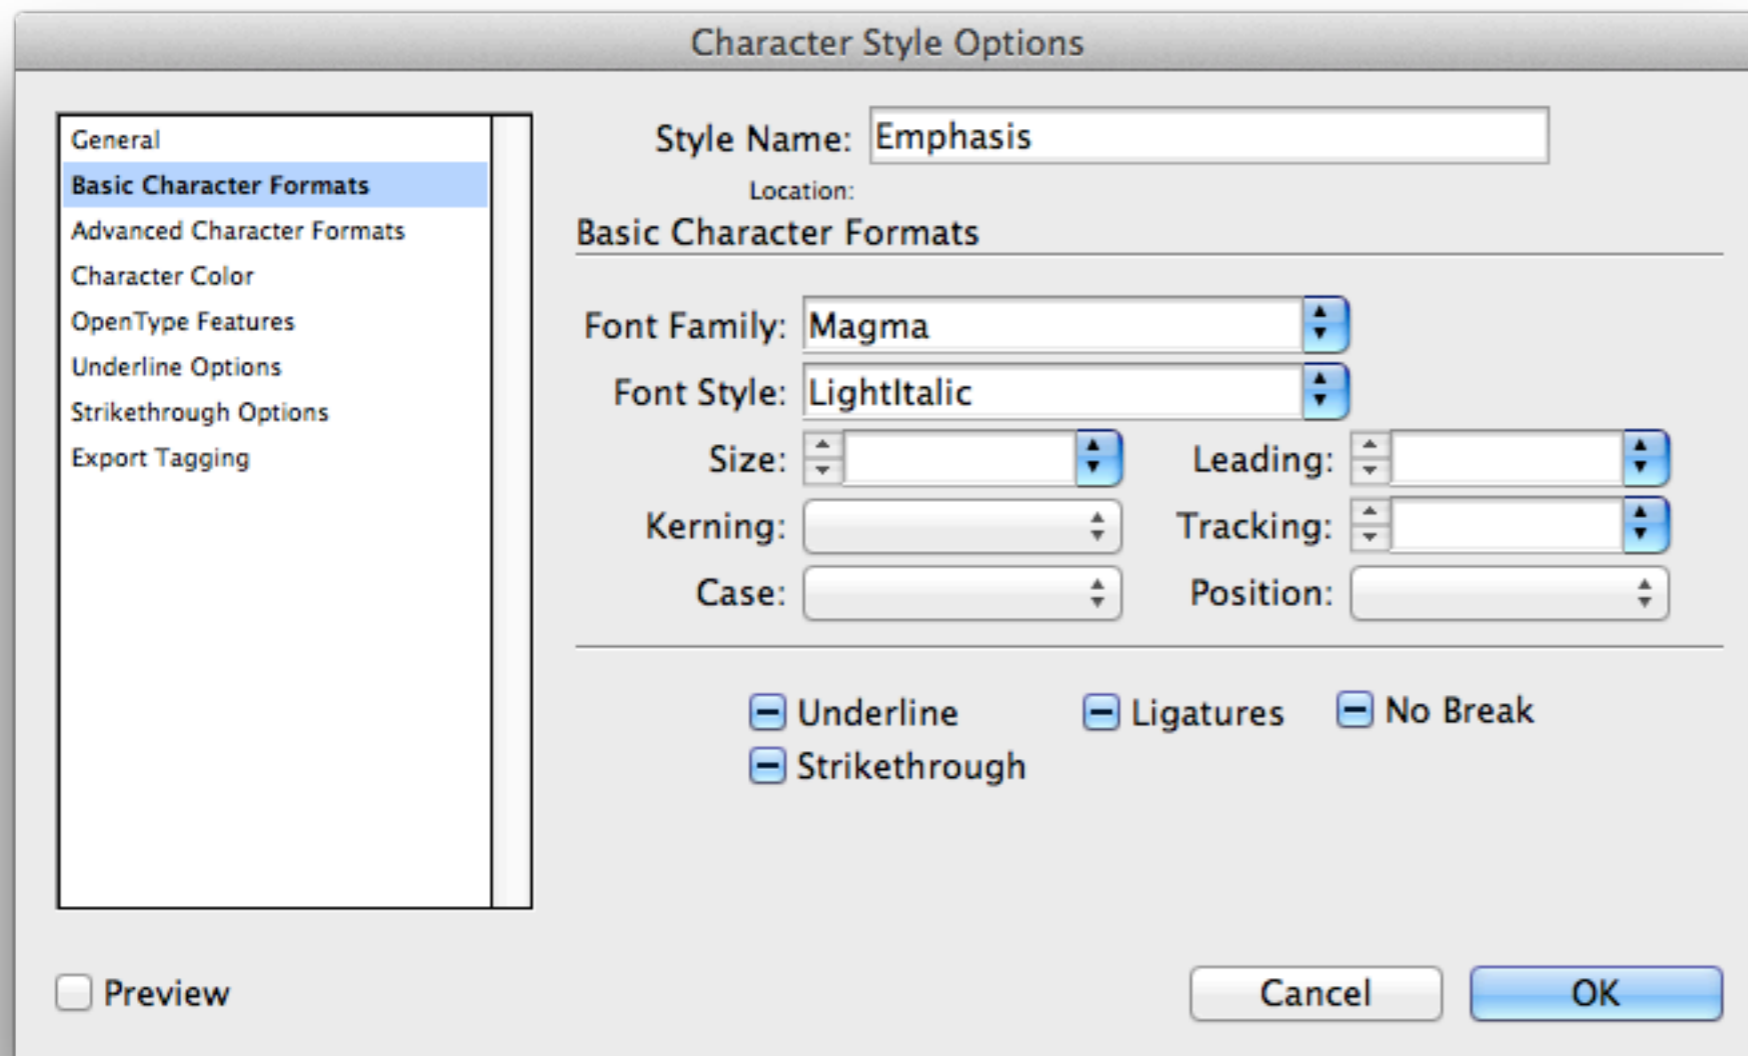 Character Style Options
General
Basic Character Formats
Advanced Character Formats
Character Color
OpenType Features
Underline Options
Strikethrough Options
Export Tagging
Style Name: Emphasis
Location:
Basic Character Formats
Font Family: Magma
Font Style: LightItalic
Size: Leading:
Kerning: Tracking:
Case: Position:
Underline Ligatures No Break
Strikethrough
Preview Cancel OK